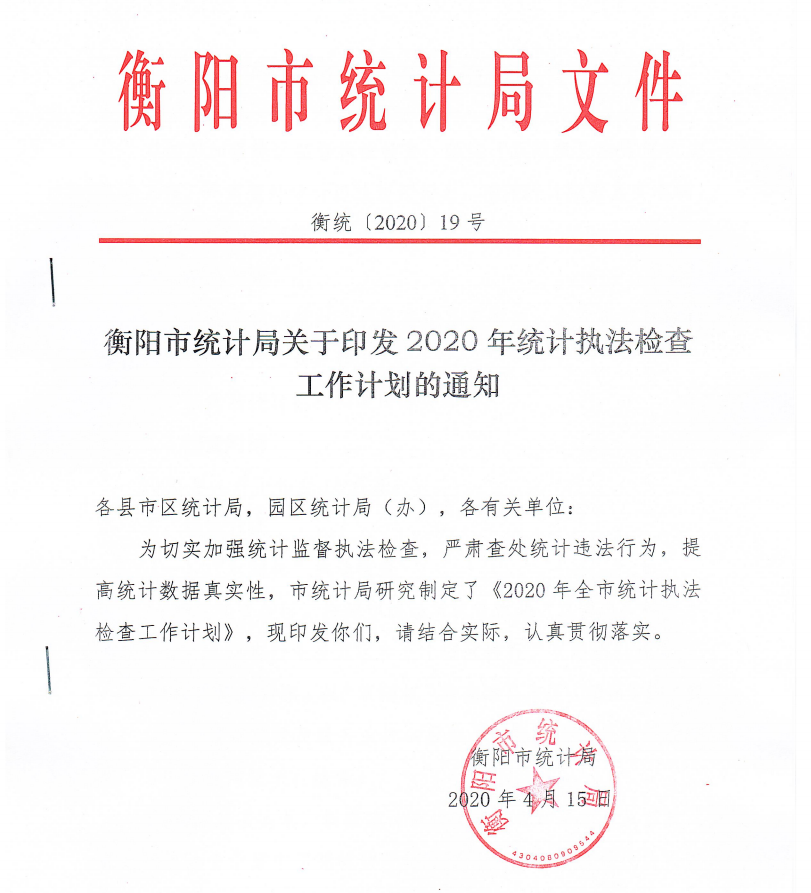 衡阳市统计局文件
衡统〔2020〕19号
衡阳市统计局关于印发2020年统计执法检查
工作计划的通知
各县市区统计局，园区统计局（办），各有关单位：
为切实加强统计监督执法检查，严肃查处统计违法行为，提
高统计数据真实性，市统计局研究制定了《2020年全市统计执法
检查工作计划》，现印发你们，请结合实际，认真贯彻落实。
衡阳市统计局
2020年4月15日
衡阳市统计局